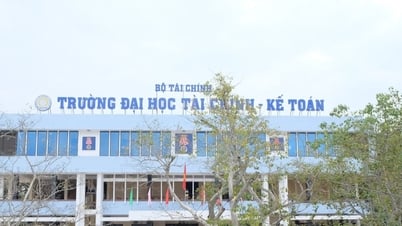 BỘ TÀI CHÍNH
TRƯỜNG ĐẠI HỌC TÀI CHÍNH - KẾ TOÁN